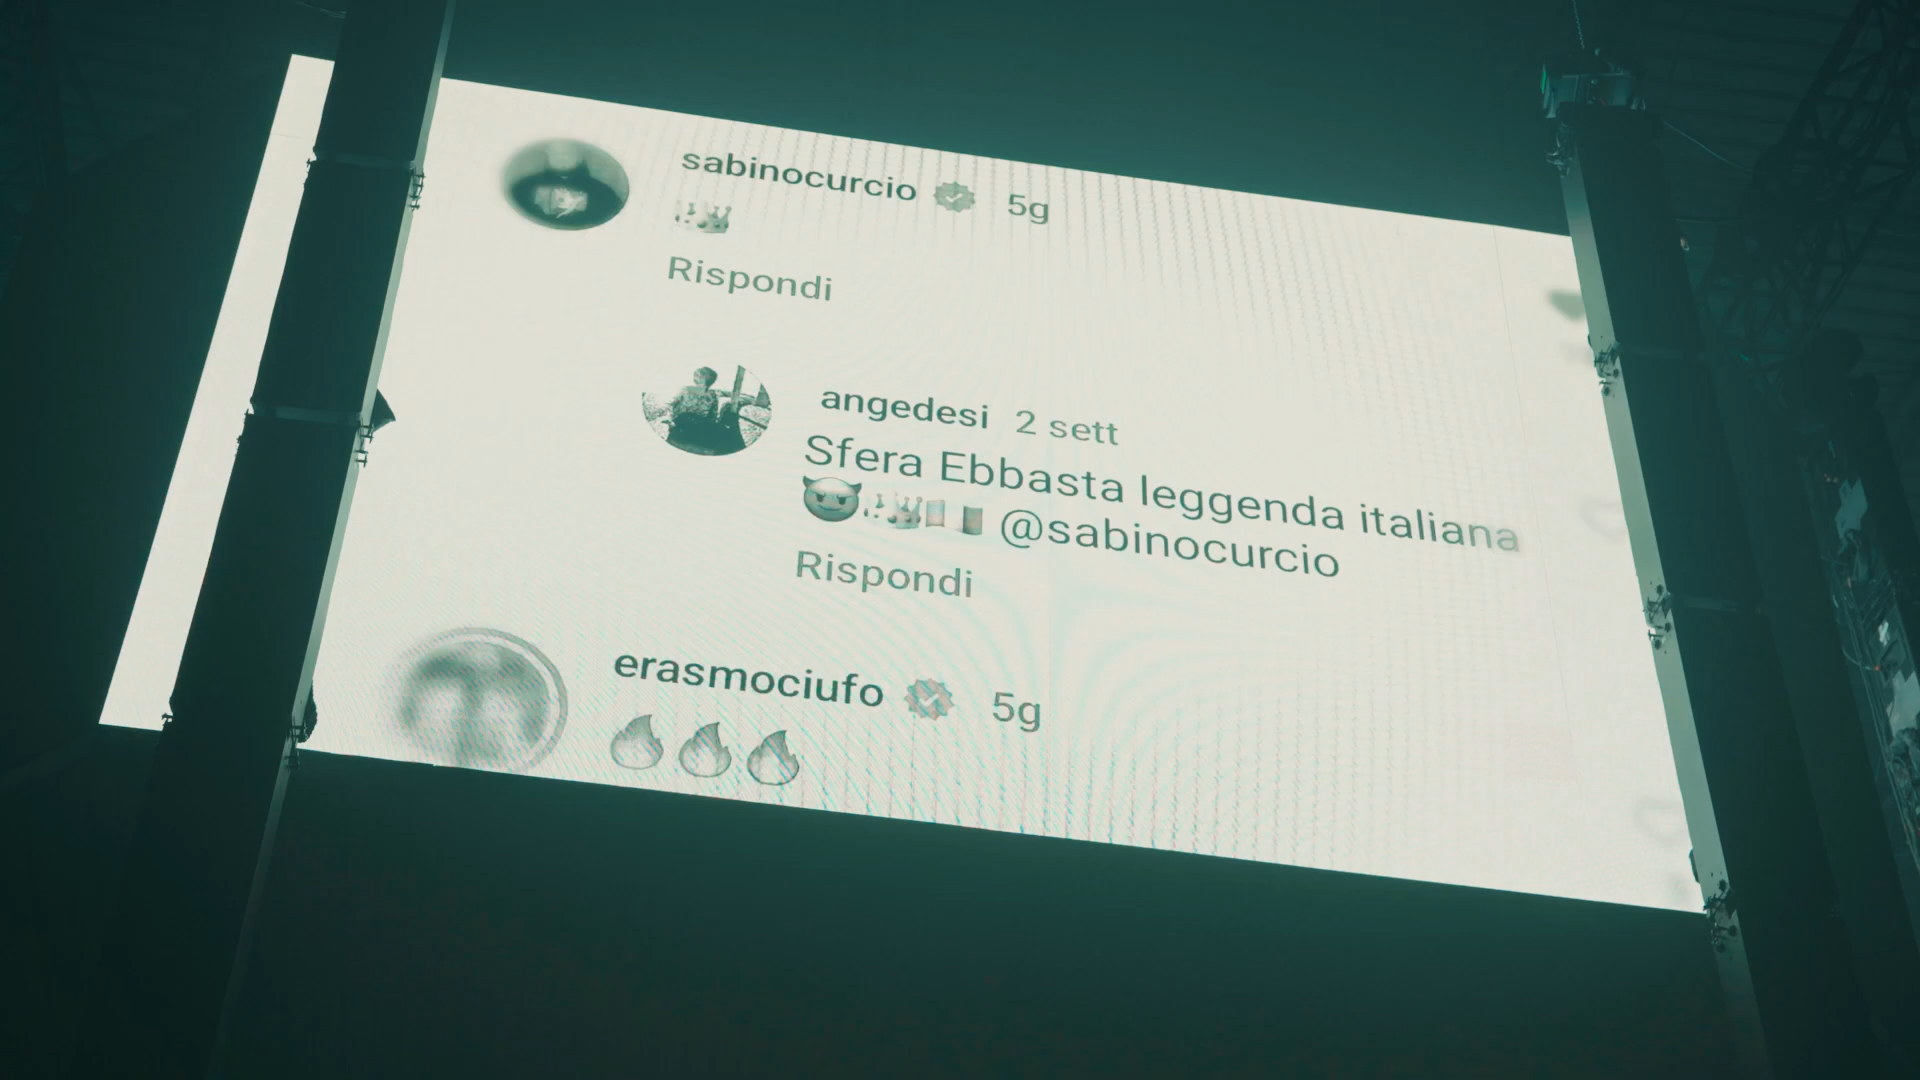 sabinocurcio 5g
Rispondi
angedesi 2 sett
Sfera Ebbasta leggenda italiana
@sabinocurcio
Rispondi
erasmociufo 5g